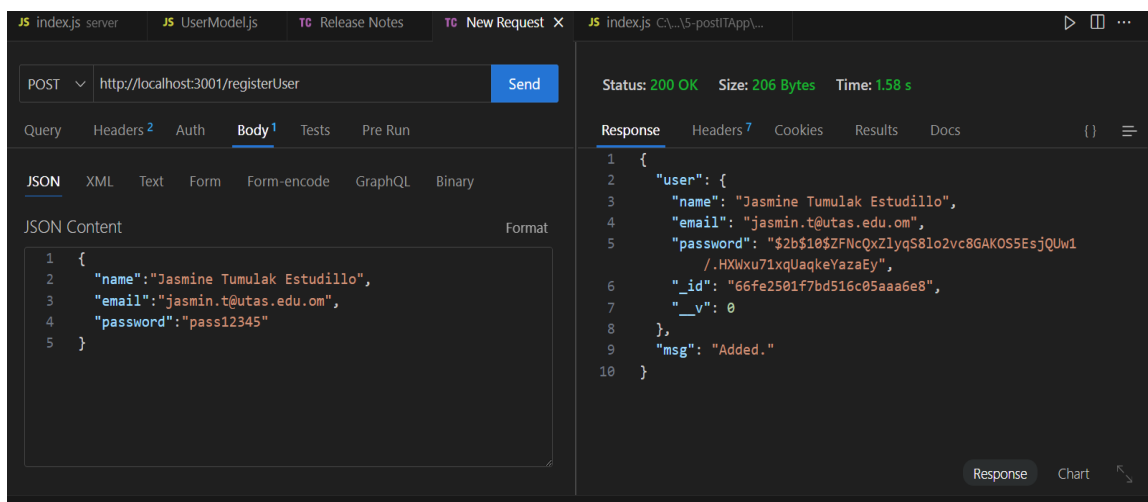 JS index.js server
JS UserModel.js
TC Release Notes
TC New Request X
JS index.js C:\...\5-postITApp\...
POST http://localhost:3001/registerUser Send
Query Headers 2 Auth Body 1 Tests Pre Run
JSON XML Text Form Form-encode GraphQL Binary
JSON Content Format
1 {
2 "name":"Jasmine Tumulak Estudillo",
3 "email":"jasmin.t@utas.edu.om",
4 "password":"pass12345"
5 }
Status: 200 OK Size: 206 Bytes Time: 1.58 s
Response Headers 7 Cookies Results Docs {}
1 {
2 "user": {
3 "name": "Jasmine Tumulak Estudillo",
4 "email": "jasmin.t@utas.edu.om",
5 "password": "$2b$10$ZFNcQxZlyqS8lo2vc8GAKOS5EsjQUw1
/.HXWxu71xqUaqkeYazaEy",
6 "_id": "66fe2501f7bd516c05aaa6e8",
7 "__v": 0
8 },
9 "msg": "Added."
10 }
Response Chart